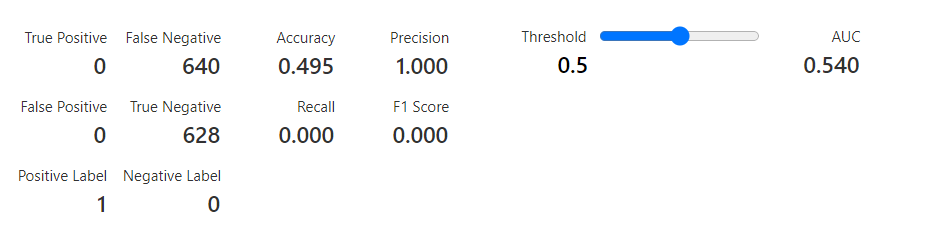 True Positive False Negative Accuracy Precision Threshold AUC
0 640 0.495 1.000 0.5 0.540
False Positive True Negative Recall F1 Score
0 628 0.000 0.000
Positive Label Negative Label
1 0